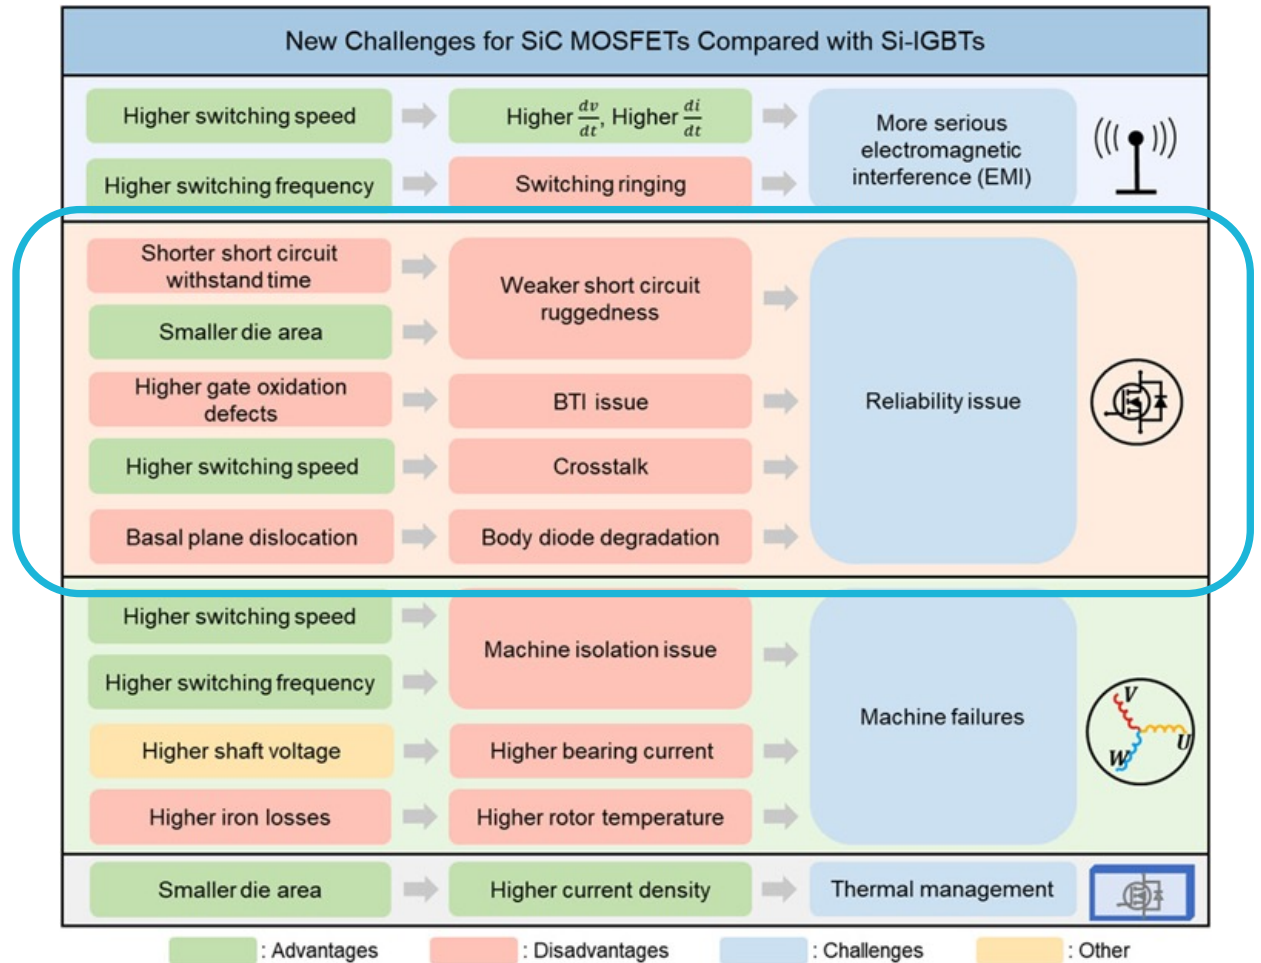 New Challenges for SiC MOSFETs Compared with Si-IGBTs
Higher switching speed
Higher dv/dt, Higher di/dt
More serious
electromagnetic
interference (EMI)
Higher switching frequency
Switching ringing
Shorter short circuit
withstand time
Weaker short circuit
ruggedness
Smaller die area
Higher gate oxidation
defects
BTI issue
Reliability issue
Higher switching speed
Crosstalk
Basal plane dislocation
Body diode degradation
Higher switching speed
Machine isolation issue
Higher switching frequency
Machine failures
V
U
W
Higher shaft voltage
Higher bearing current
Higher iron losses
Higher rotor temperature
Smaller die area
Higher current density
Thermal management
: Advantages
: Disadvantages
: Challenges
: Other